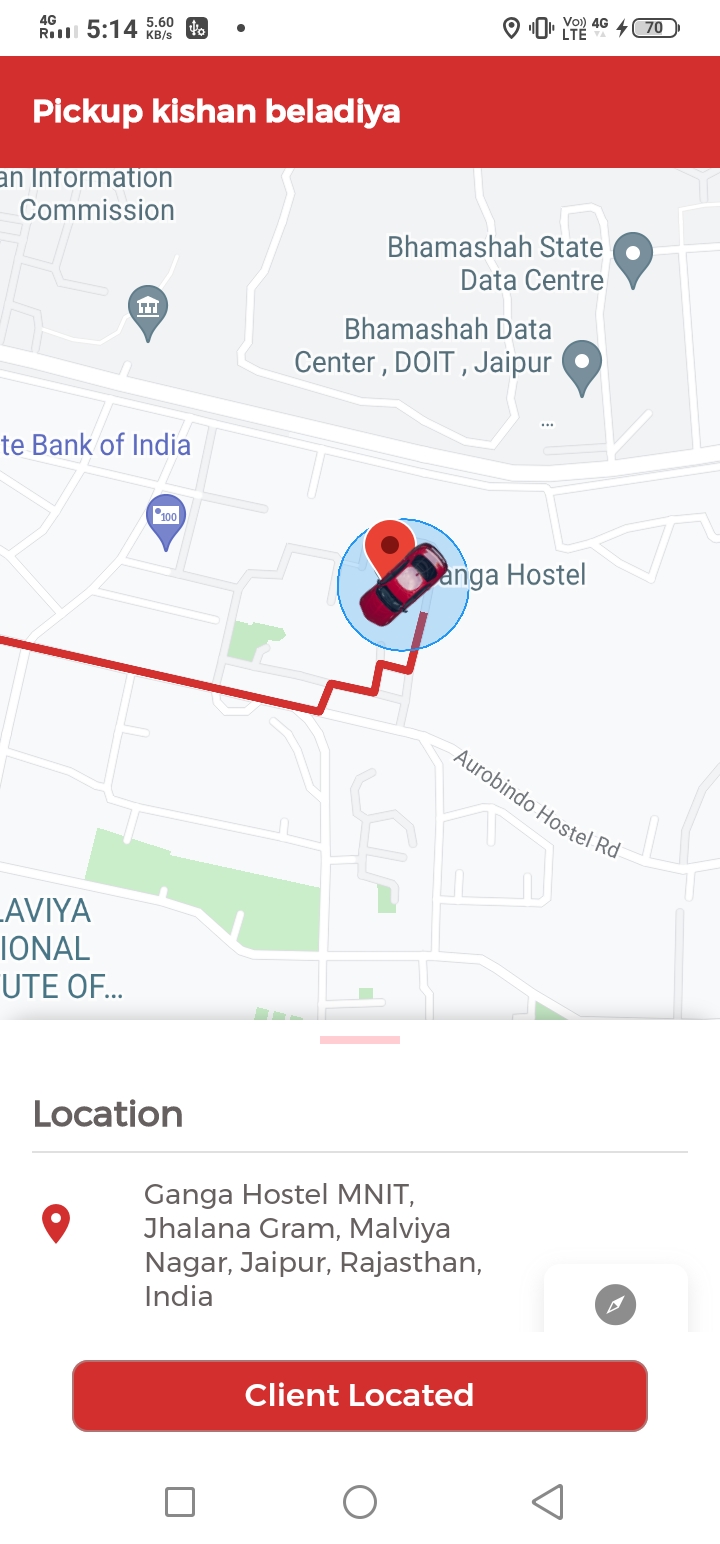 4G
R
5:14
5.60
KB/s
Vo))
LTE
4G
70
Pickup kishan beladiya
an Information
Commission
Bhamashah State
Data Centre
Bhamashah Data
Center , DOIT , Jaipur
...
te Bank of India
100
anga Hostel
Aurobindo Hostel Rd
LAVIYA
IONAL
UTE OF...
Location
Ganga Hostel MNIT,
Jhalana Gram, Malviya
Nagar, Jaipur, Rajasthan,
India
Client Located